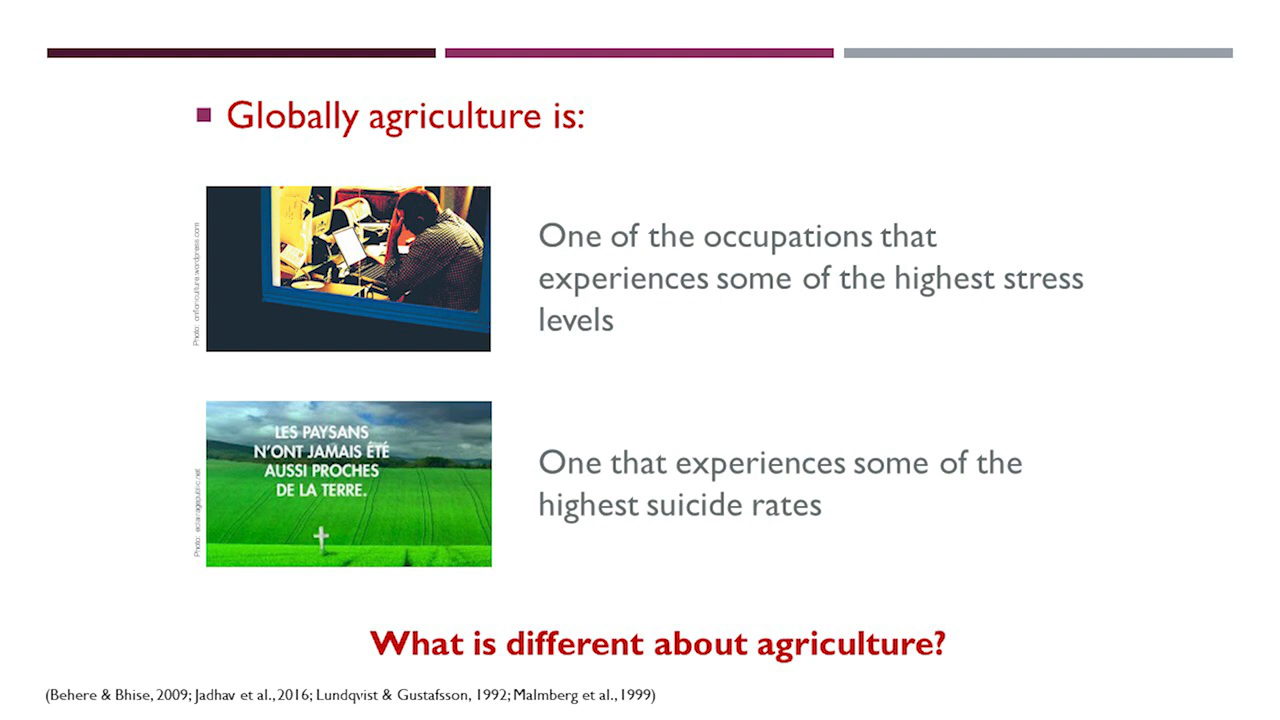 Globally agriculture is:
One of the occupations that
experiences some of the highest stress
levels
LES PAYSANS
N'ONT JAMAIS ÉTÉ
AUSSI PROCHES
DE LA TERRE.
One that experiences some of the
highest suicide rates
What is different about agriculture?
(Behere & Bhise, 2009; Jadhav et al., 2016; Lundqvist & Gustafsson, 1992; Malmberg et al., 1999)